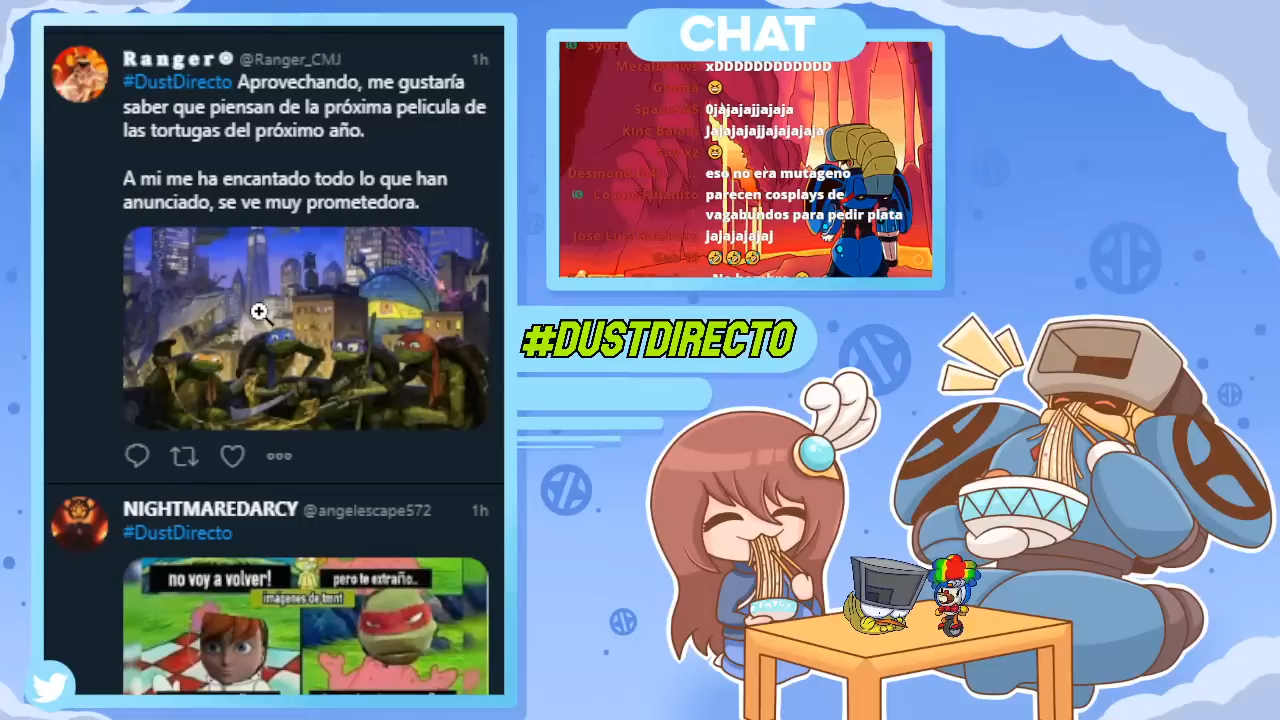 Ranger @Ranger_CMJ 1h
#DustDirecto Aprovechando, me gustaría
saber que piensan de la próxima pelicula de
las tortugas del próximo año.
A mi me ha encantado todo lo que han
anunciado, se ve muy prometedora.
NIGHTMAREDARCY @angelescape572 1h
#DustDirecto
no voy a volver!
pero te extraño..
imagenes de tmnt
CHAT
xDDDDDDDDDDDD
0jajajajjajaja
Jajajajajjajajajaja
eso no era mutageno
parecen cosplays de
vagabundos para pedir plata
jajajajajaj
#DUSTDIRECTO